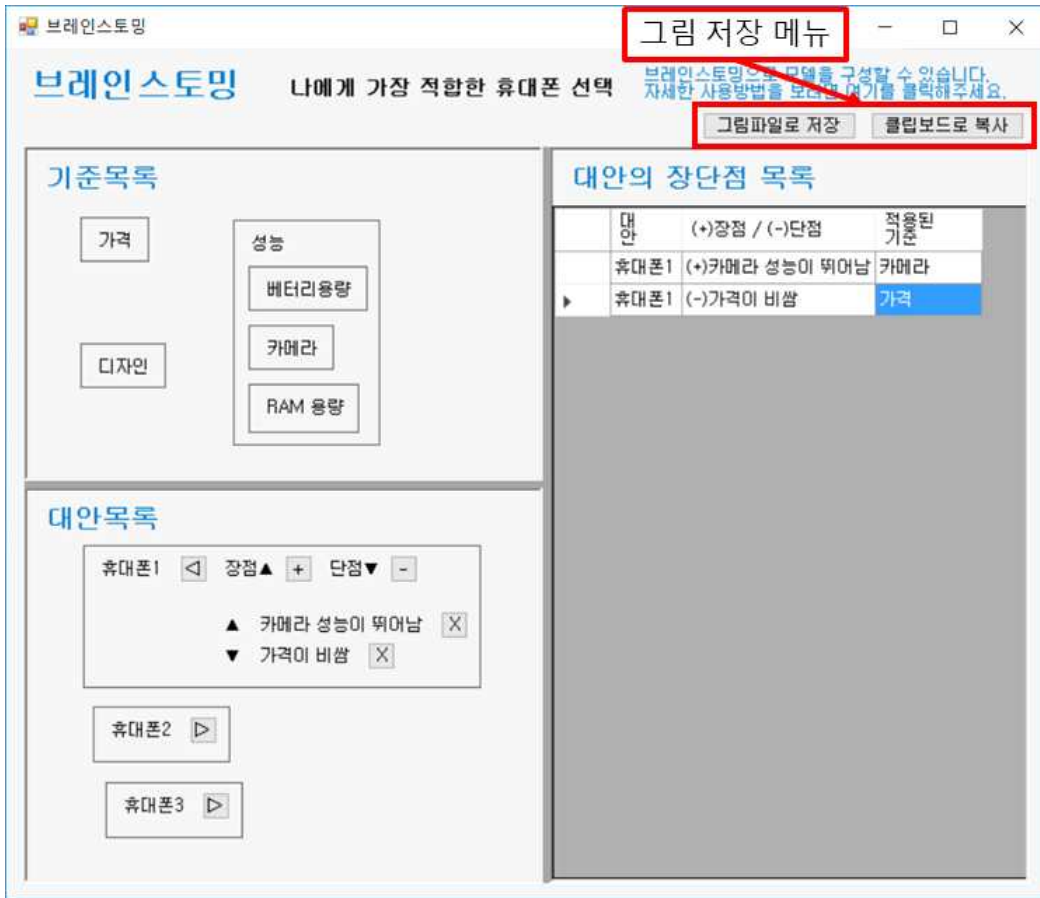 브레인스토밍
그림 저장 메뉴
브레인스토밍
나에게 가장 적합한 휴대폰 선택
브레인스토밍으로 모델을 구성할 수 있습니다.
자세한 사용방법을 보려면 여기를 클릭해주세요.
그림파일로 저장
클립보드로 복사
기준목록
가격
디자인
성능
베터리용량
카메라
RAM 용량
대안의 장단점 목록
대안 (+)장점 / (-)단점 적용된 기준
휴대폰1 (+)카메라 성능이 뛰어남 카메라
휴대폰1 (-)가격이 비쌈 가격
대안목록
휴대폰1 ◁ 장점▲ + 단점▼ -
▲ 카메라 성능이 뛰어남 X
▼ 가격이 비쌈 X
휴대폰2 ▷
휴대폰3 ▷